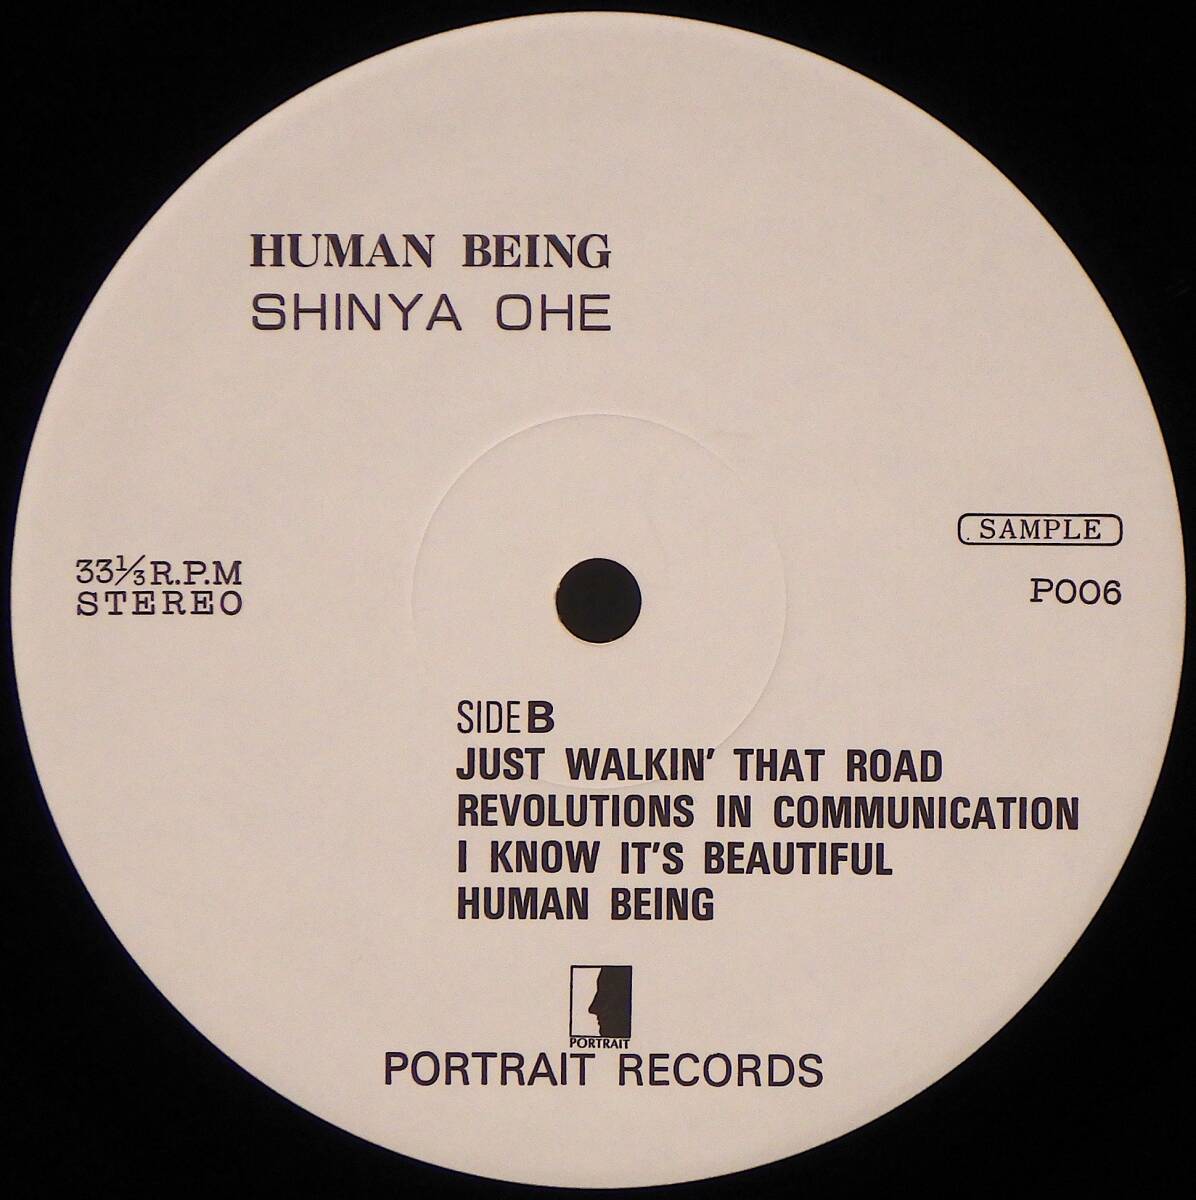 HUMAN BEING
SHINYA OHE
SAMPLE
33⅓ R.P.M
STEREO
P006
SIDE B
JUST WALKIN' THAT ROAD
REVOLUTIONS IN COMMUNICATION
I KNOW IT'S BEAUTIFUL
HUMAN BEING
PORTRAIT
PORTRAIT RECORDS